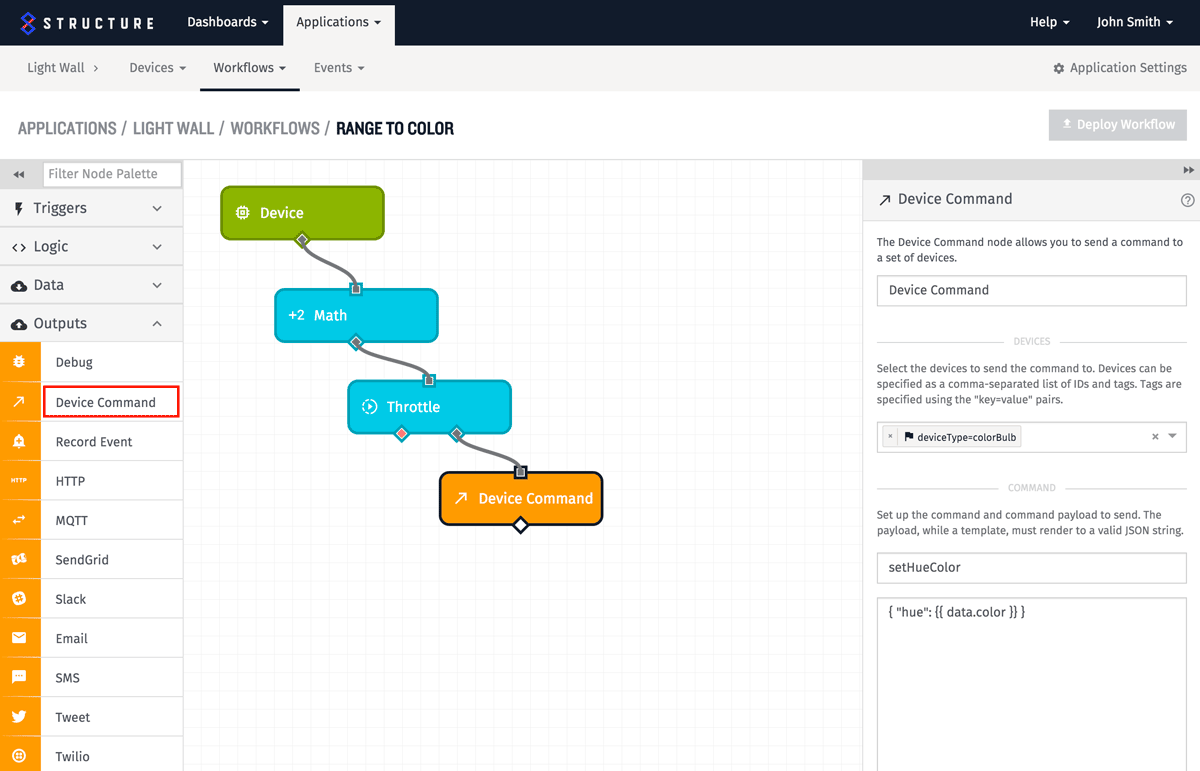 STRUCTURE
Dashboards
Applications
Help
John Smith
Light Wall
Devices
Workflows
Events
Application Settings
APPLICATIONS / LIGHT WALL / WORKFLOWS / RANGE TO COLOR
Deploy Workflow
Filter Node Palette
Triggers
Logic
Data
Outputs
Debug
Device Command
Record Event
HTTP
HTTP
MQTT
SendGrid
Slack
Email
SMS
Tweet
Twilio
Device
+2 Math
Throttle
Device Command
Device Command
The Device Command node allows you to send a command to
a set of devices.
Device Command
DEVICES
Select the devices to send the command to. Devices can be
specified as a comma-separated list of IDs and tags. Tags are
specified using the "key=value" pairs.
× deviceType=colorBulb ×
COMMAND
Set up the command and command payload to send. The
payload, while a template, must render to a valid JSON string.
setHueColor
{ "hue": {{ data.color }} }